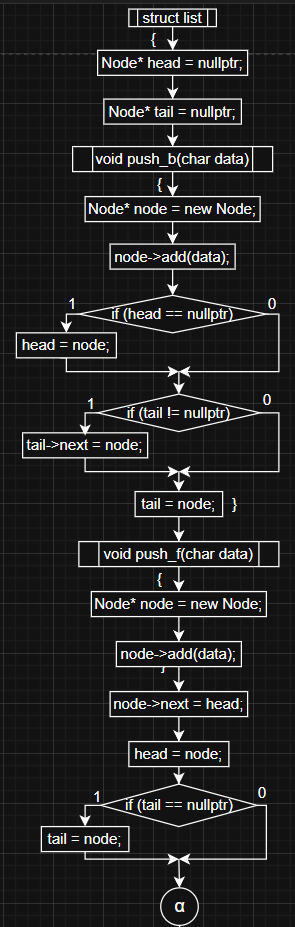 struct list
{
Node* head = nullptr;
Node* tail = nullptr;
void push_b(char data)
{
Node* node = new Node;
node->add(data);
1
0
if (head == nullptr)
head = node;
1
0
if (tail != nullptr)
tail->next = node;
tail = node; }
void push_f(char data)
{
Node* node = new Node;
node->add(data);
}
node->next = head;
head = node;
1
0
if (tail == nullptr)
tail = node;
α